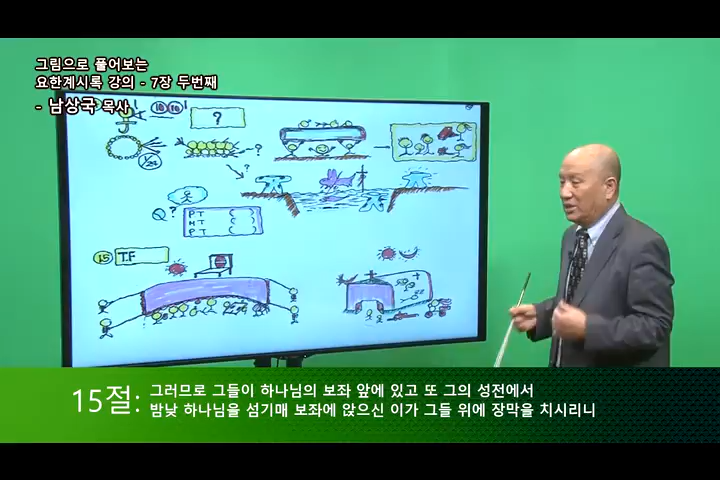 그림으로 풀어보는
요한계시록 강의 - 7장 두번째
- 남상국 목사
?
1/24
?
?
Q?
PT ( )
HT ( )
PT ( )
15 T.F
15절: 그러므로 그들이 하나님의 보좌 앞에 있고 또 그의 성전에서
밤낮 하나님을 섬기매 보좌에 앉으신 이가 그들 위에 장막을 치시리니